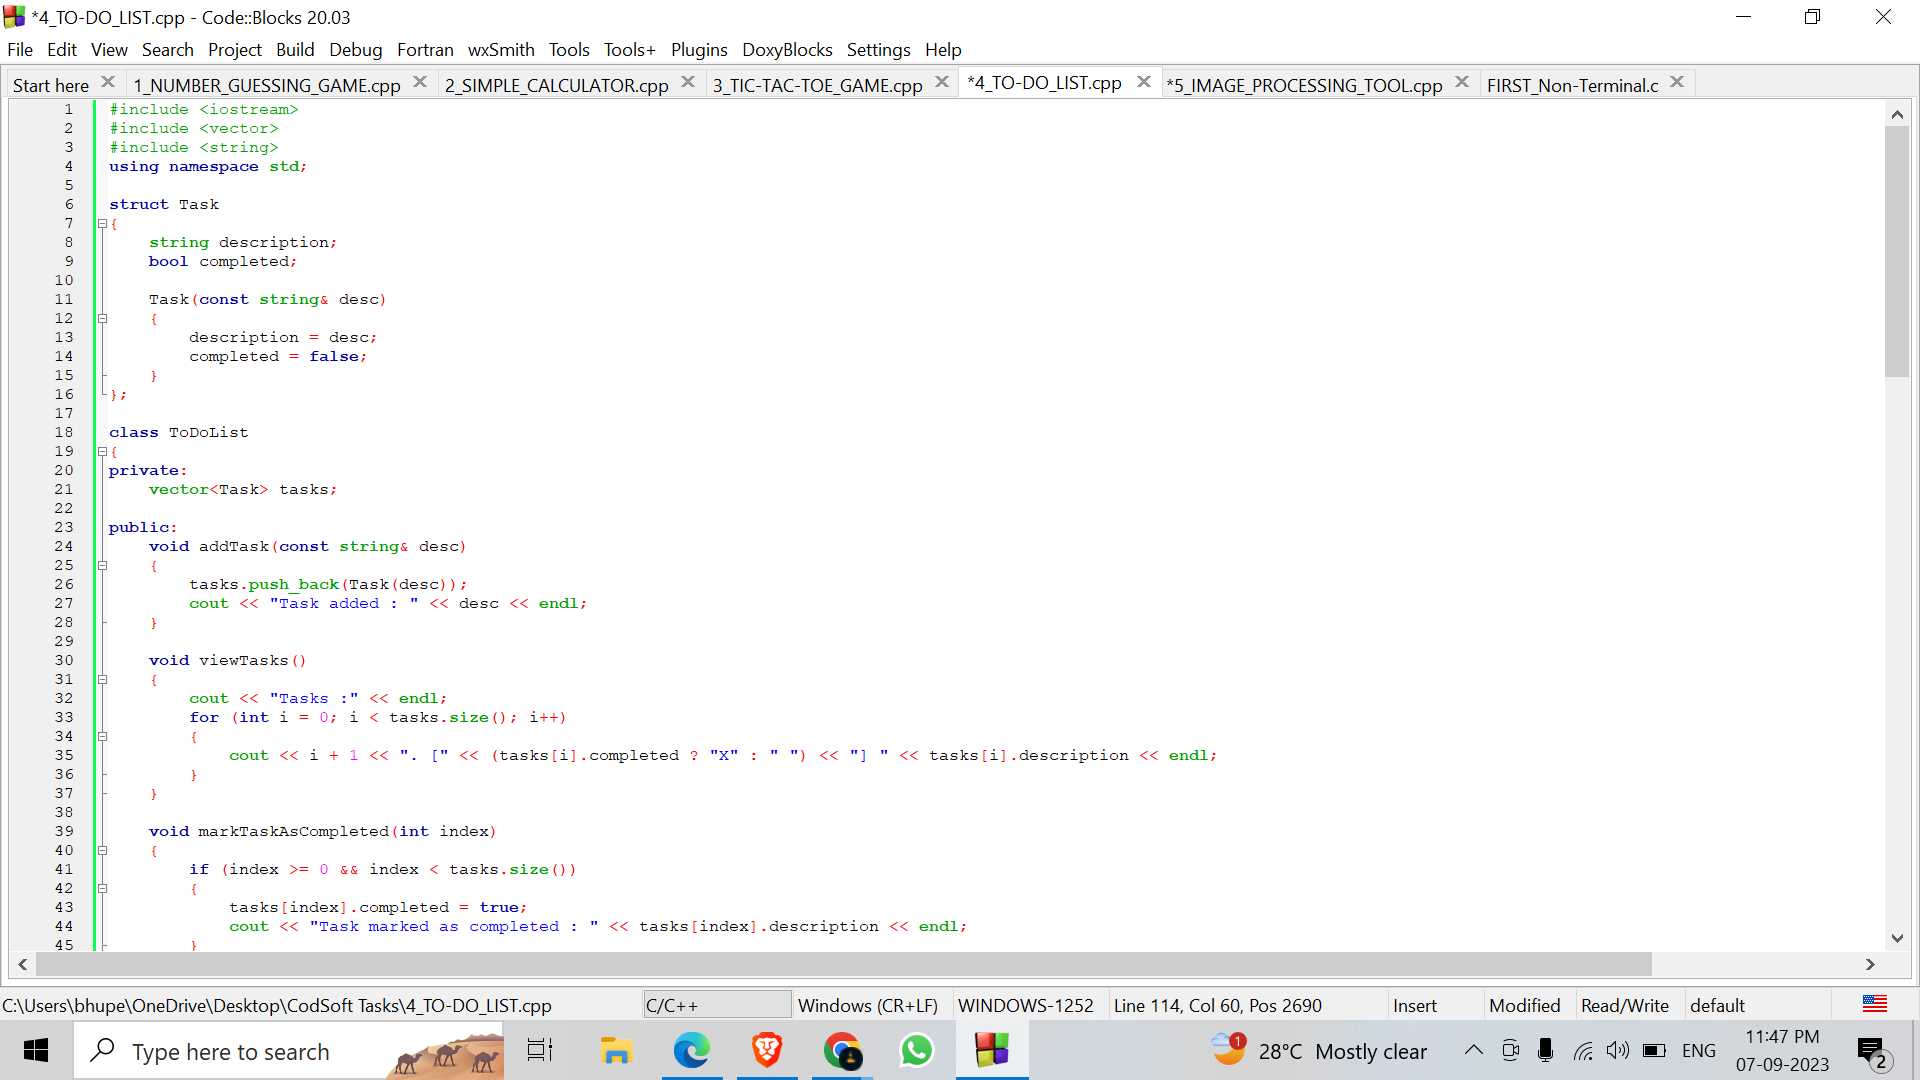 *4_TO-DO_LIST.cpp - Code::Blocks 20.03
File Edit View Search Project Build Debug Fortran wxSmith Tools Tools+ Plugins DoxyBlocks Settings Help
Start here 1_NUMBER_GUESSING_GAME.cpp 2_SIMPLE_CALCULATOR.cpp 3_TIC-TAC-TOE_GAME.cpp *4_TO-DO_LIST.cpp *5_IMAGE_PROCESSING_TOOL.cpp FIRST_Non-Terminal.c
1 #include <iostream>
2 #include <vector>
3 #include <string>
4 using namespace std;
5
6 struct Task
7 {
8     string description;
9     bool completed;
10
11     Task(const string& desc)
12     {
13         description = desc;
14         completed = false;
15     }
16 };
17
18 class ToDoList
19 {
20 private:
21     vector<Task> tasks;
22
23 public:
24     void addTask(const string& desc)
25     {
26         tasks.push_back(Task(desc));
27         cout << "Task added : " << desc << endl;
28     }
29
30     void viewTasks()
31     {
32         cout << "Tasks :" << endl;
33         for (int i = 0; i < tasks.size(); i++)
34         {
35             cout << i + 1 << ". [" << (tasks[i].completed ? "X" : " ") << "] " << tasks[i].description << endl;
36         }
37     }
38
39     void markTaskAsCompleted(int index)
40     {
41         if (index >= 0 && index < tasks.size())
42         {
43             tasks[index].completed = true;
44             cout << "Task marked as completed : " << tasks[index].description << endl;
45         }
C:\Users\bhupe\OneDrive\Desktop\CodSoft Tasks\4_TO-DO_LIST.cpp C/C++ Windows (CR+LF) WINDOWS-1252 Line 114, Col 60, Pos 2690 Insert Modified Read/Write default
Type here to search 1 28°C Mostly clear ENG 11:47 PM
07-09-2023 2